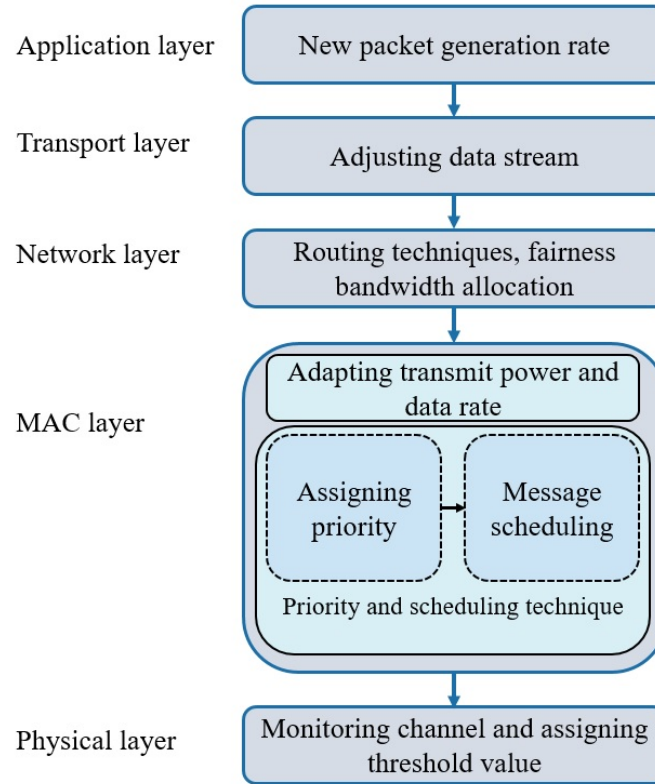 Application layer
New packet generation rate
Transport layer
Adjusting data stream
Network layer
Routing techniques, fairness
bandwidth allocation
MAC layer
Adapting transmit power and
data rate
Assigning
priority
Message
scheduling
Priority and scheduling technique
Physical layer
Monitoring channel and assigning
threshold value